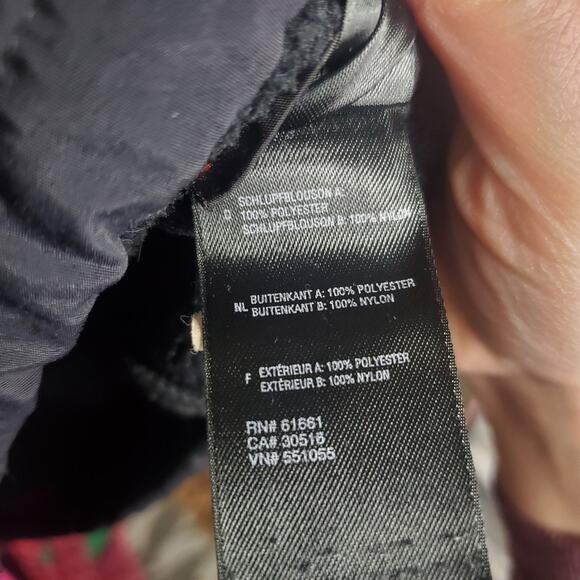 SCHLUPFBLOUSON A:
D 100% POLYESTER
SCHLUPFBLOUSON B: 100% NYLON
NL BUITENKANT A: 100% POLYESTER
BUITENKANT B: 100% NYLON
F EXTÉRIEUR A: 100% POLYESTER
EXTÉRIEUR B: 100% NYLON
RN# 61661
CA# 30516
VN# 551055